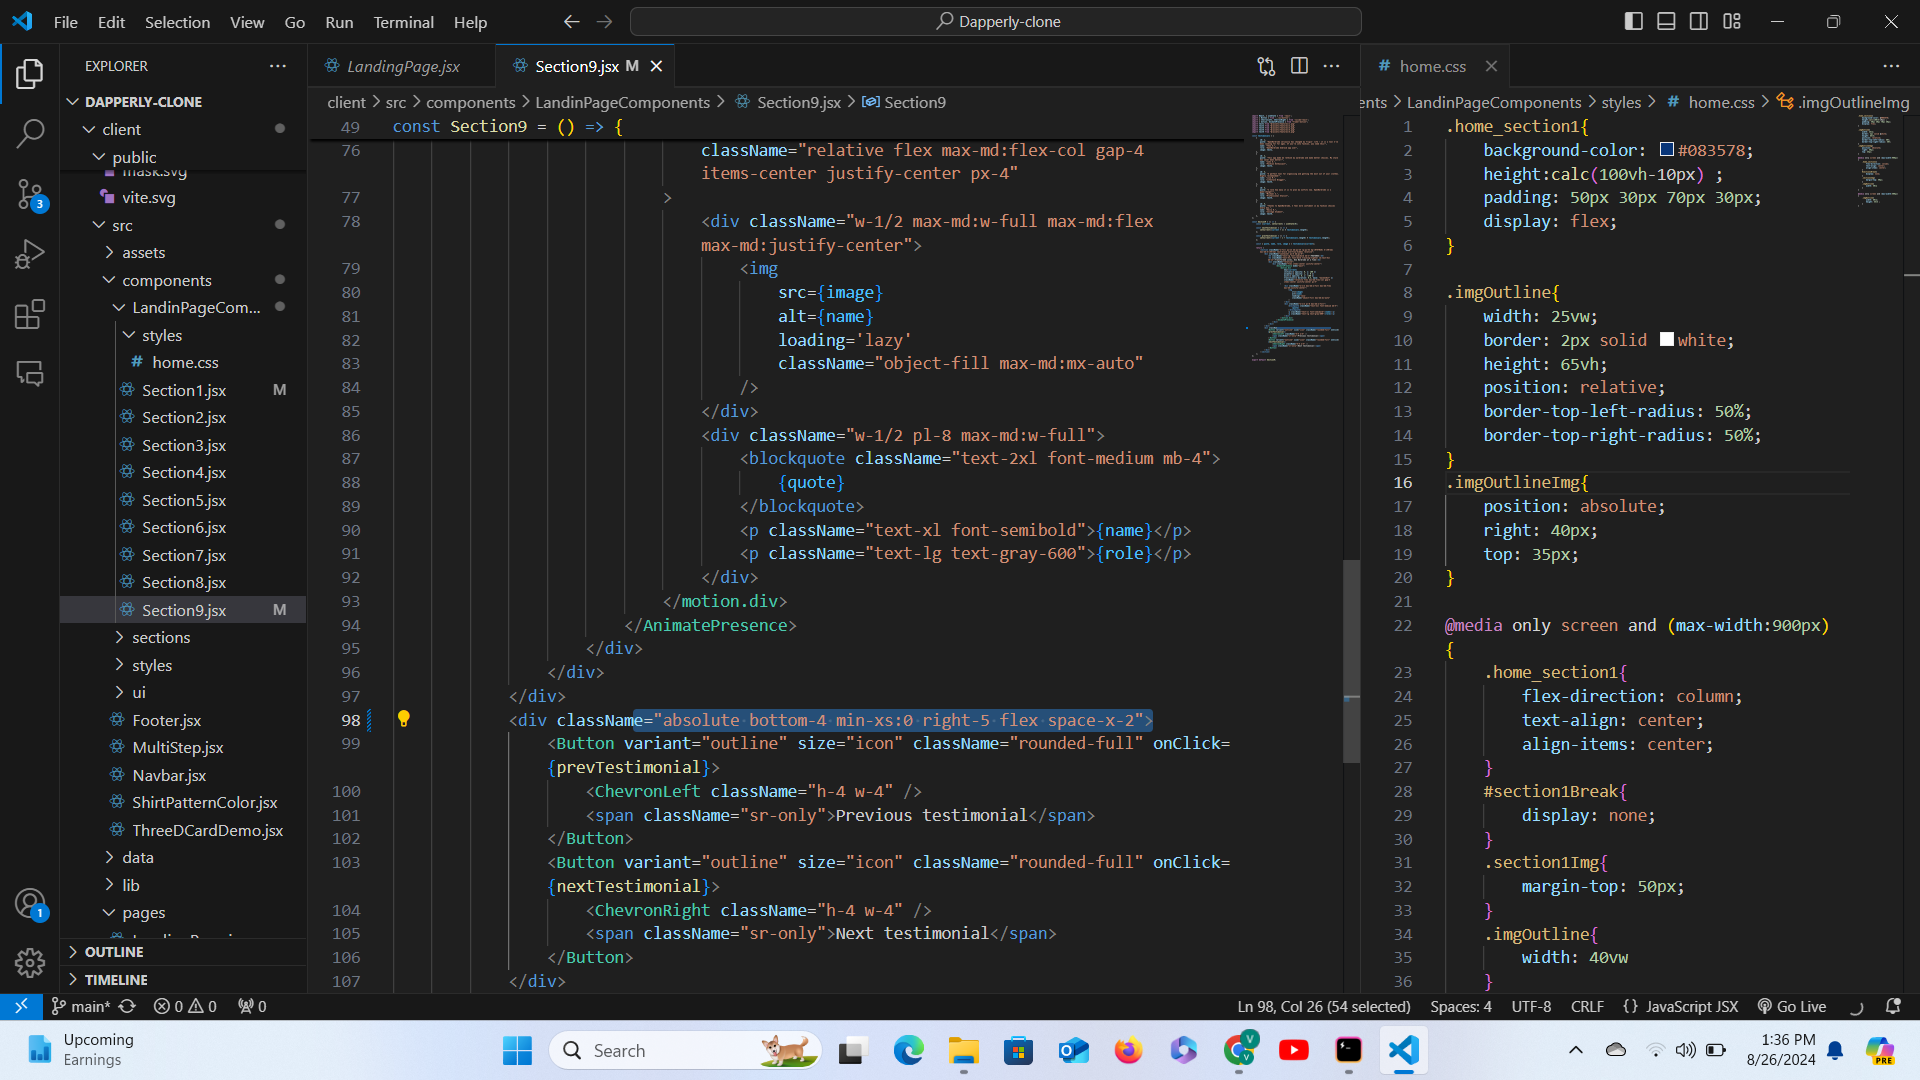 File Edit Selection View Go Run Terminal Help
Dapperly-clone
EXPLORER
DAPPERLY-CLONE
client
public
mask.svg
vite.svg
src
assets
components
LandinPageCom...
styles
# home.css
Section1.jsx M
Section2.jsx
Section3.jsx
Section4.jsx
Section5.jsx
Section6.jsx
Section7.jsx
Section8.jsx
Section9.jsx M
sections
styles
ui
Footer.jsx
MultiStep.jsx
Navbar.jsx
ShirtPatternColor.jsx
ThreeDCardDemo.jsx
data
lib
pages
OUTLINE
TIMELINE
3
1
LandingPage.jsx
Section9.jsx M
client > src > components > LandinPageComponents > Section9.jsx > Section9
49 const Section9 = () => {
76 className="relative flex max-md:flex-col gap-4
items-center justify-center px-4"
77 >
78 <div className="w-1/2 max-md:w-full max-md:flex
max-md:justify-center">
79 <img
80 src={image}
81 alt={name}
82 loading='lazy'
83 className="object-fill max-md:mx-auto"
84 />
85 </div>
86 <div className="w-1/2 pl-8 max-md:w-full">
87 <blockquote className="text-2xl font-medium mb-4">
88 {quote}
89 </blockquote>
90 <p className="text-xl font-semibold">{name}</p>
91 <p className="text-lg text-gray-600">{role}</p>
92 </div>
93 </motion.div>
94 </AnimatePresence>
95 </div>
96 </div>
97 </div>
98 <div className="absolute bottom-4 min-xs:0 right-5 flex space-x-2">
99 <Button variant="outline" size="icon" className="rounded-full" onClick=
{prevTestimonial}>
100 <ChevronLeft className="h-4 w-4" />
101 <span className="sr-only">Previous testimonial</span>
102 </Button>
103 <Button variant="outline" size="icon" className="rounded-full" onClick=
{nextTestimonial}>
104 <ChevronRight className="h-4 w-4" />
105 <span className="sr-only">Next testimonial</span>
106 </Button>
107 </div>
# home.css
ents > LandinPageComponents > styles > # home.css > .imgOutlineImg
1 .home_section1{
2 background-color: #083578;
3 height:calc(100vh-10px) ;
4 padding: 50px 30px 70px 30px;
5 display: flex;
6 }
7
8 .imgOutline{
9 width: 25vw;
10 border: 2px solid white;
11 height: 65vh;
12 position: relative;
13 border-top-left-radius: 50%;
14 border-top-right-radius: 50%;
15 }
16 .imgOutlineImg{
17 position: absolute;
18 right: 40px;
19 top: 35px;
20 }
21
22 @media only screen and (max-width:900px)
{
23 .home_section1{
24 flex-direction: column;
25 text-align: center;
26 align-items: center;
27 }
28 #section1Break{
29 display: none;
30 }
31 .section1Img{
32 margin-top: 50px;
33 }
34 .imgOutline{
35 width: 40vw
36 }
main* 0 0 0
Ln 98, Col 26 (54 selected) Spaces: 4 UTF-8 CRLF {} JavaScript JSX Go Live
Upcoming
Earnings
Search
V
V
1:36 PM
8/26/2024
PRE